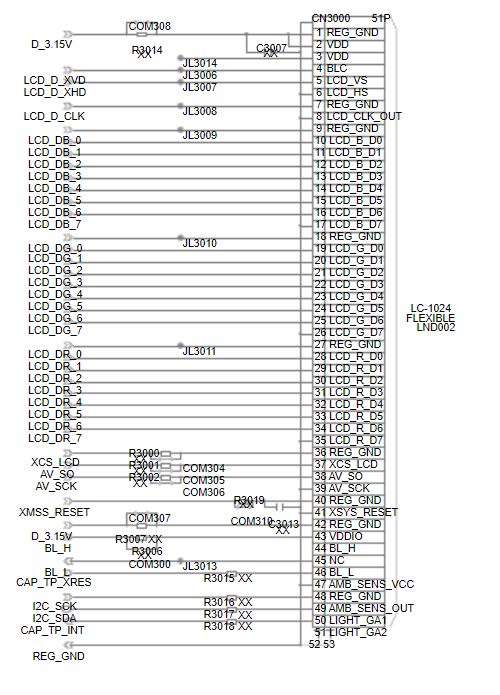 COM308
CN3000 51P
D_3.15V
R3014
XX
C3007
XX
1 REG_GND
2 VDD
3 VDD
JL3014
4 BLC
LCD_D_XVD
JL3006
5 LCD_VS
LCD_D_XHD
JL3007
6 LCD_HS
7 REG_GND
LCD_D_CLK
JL3008
8 LCD_CLK_OUT
9 REG_GND
JL3009
LCD_DB_0
10 LCD_B_D0
LCD_DB_1
11 LCD_B_D1
LCD_DB_2
12 LCD_B_D2
LCD_DB_3
13 LCD_B_D3
LCD_DB_4
14 LCD_B_D4
LCD_DB_5
15 LCD_B_D5
LCD_DB_6
16 LCD_B_D6
LCD_DB_7
17 LCD_B_D7
18 REG_GND
JL3010
LCD_DG_0
19 LCD_G_D0
LCD_DG_1
20 LCD_G_D1
LCD_DG_2
21 LCD_G_D2
LCD_DG_3
22 LCD_G_D3
LCD_DG_4
23 LCD_G_D4
LCD_DG_5
24 LCD_G_D5
LCD_DG_6
25 LCD_G_D6
LCD_DG_7
26 LCD_G_D7
LC-1024
FLEXIBLE
LND002
27 REG_GND
JL3011
LCD_DR_0
28 LCD_R_D0
LCD_DR_1
29 LCD_R_D1
LCD_DR_2
30 LCD_R_D2
LCD_DR_3
31 LCD_R_D3
LCD_DR_4
32 LCD_R_D4
LCD_DR_5
33 LCD_R_D5
LCD_DR_6
34 LCD_R_D6
LCD_DR_7
35 LCD_R_D7
R3000
XX
36 REG_GND
XCS_LCD
R3001
XX
COM304
37 XCS_LCD
AV_SO
R3002
XX
COM305
38 AV_SO
AV_SCK
COM306
39 AV_SCK
R3019
XX
40 REG_GND
XMSS_RESET
41 XSYS_RESET
COM307
COM310
C3013
XX
42 REG_GND
D_3.15V
R3007 XX
43 VDDIO
BL_H
R3006
XX
44 BL_H
COM300
JL3013
45 NC
BL_L
R3015 XX
46 BL_L
CAP_TP_XRES
47 AMB_SENS_VCC
R3016 XX
48 REG_GND
I2C_SCK
49 AMB_SENS_OUT
I2C_SDA
R3017 XX
50 LIGHT_GA1
CAP_TP_INT
R3018 XX
51 LIGHT_GA2
52 53
REG_GND